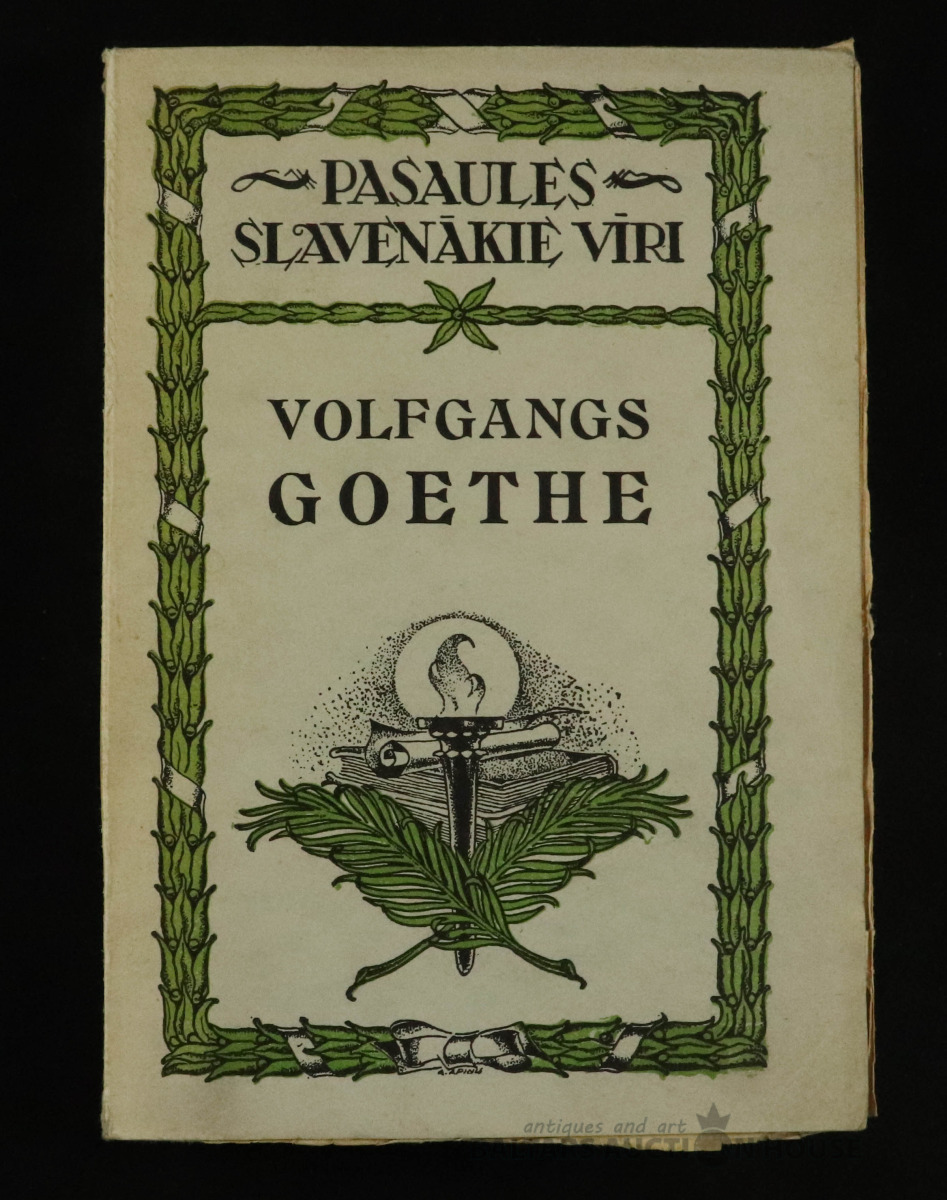 PASAULES
SLAVENĀKIE VĪRI
VOLFGANGS
GOETHE
antiques and art